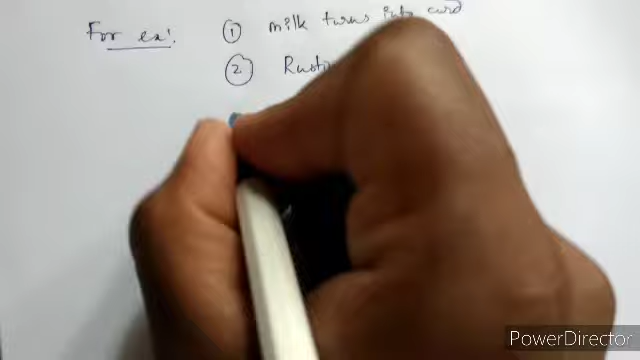 For ex:
① milk turns into curd
②
PowerDirector